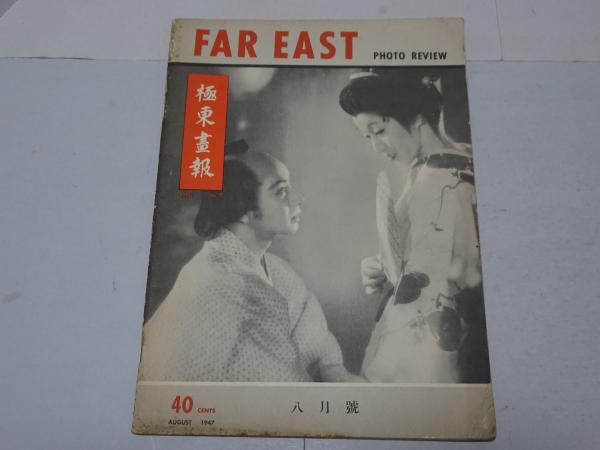 FAR EAST
PHOTO REVIEW
極東畫報
40 CENTS
AUGUST 1947
八月號